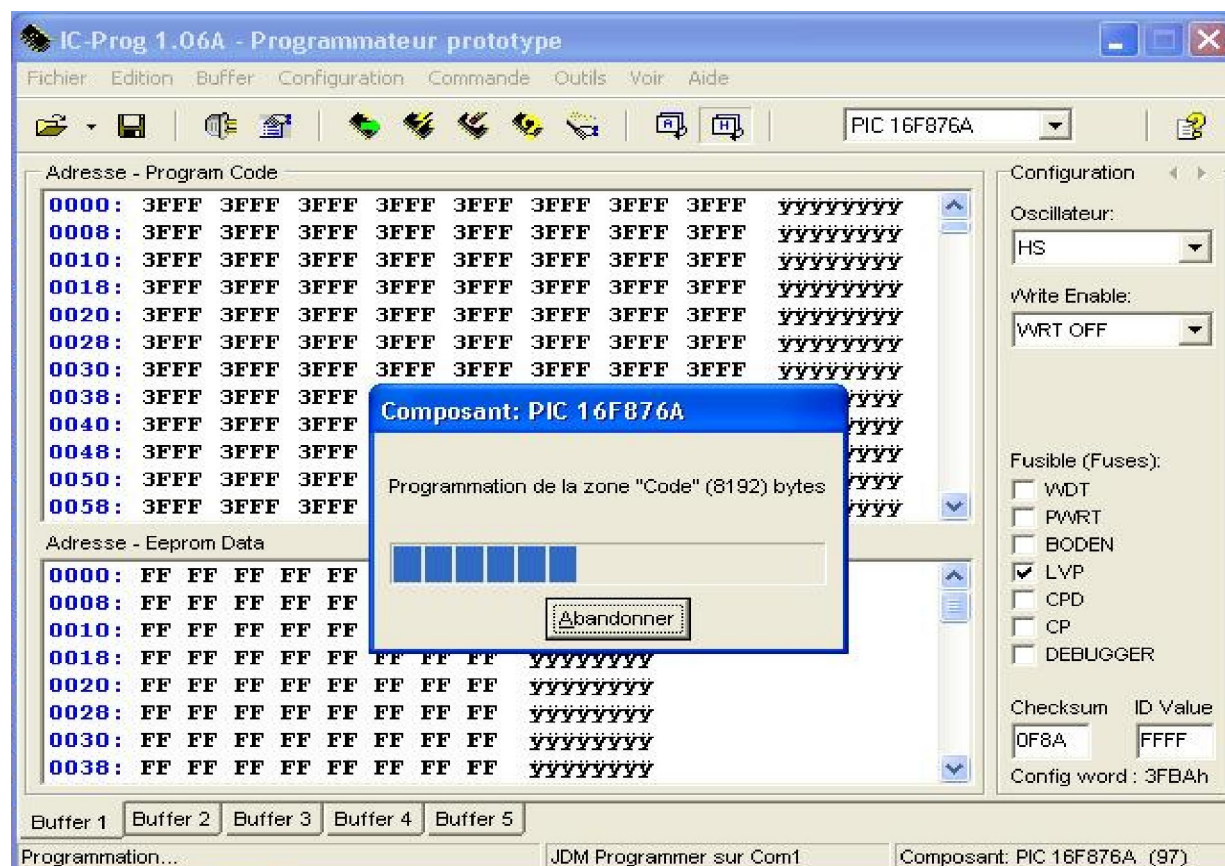 IC-Prog 1.06A - Programmateur prototype
Fichier Edition Buffer Configuration Commande Outils Voir Aide
PIC 16F876A
Adresse - Program Code
0000: 3FFF 3FFF 3FFF 3FFF 3FFF 3FFF 3FFF 3FFF ÿÿÿÿÿÿÿÿ
0008: 3FFF 3FFF 3FFF 3FFF 3FFF 3FFF 3FFF 3FFF ÿÿÿÿÿÿÿÿ
0010: 3FFF 3FFF 3FFF 3FFF 3FFF 3FFF 3FFF 3FFF ÿÿÿÿÿÿÿÿ
0018: 3FFF 3FFF 3FFF 3FFF 3FFF 3FFF 3FFF 3FFF ÿÿÿÿÿÿÿÿ
0020: 3FFF 3FFF 3FFF 3FFF 3FFF 3FFF 3FFF 3FFF ÿÿÿÿÿÿÿÿ
0028: 3FFF 3FFF 3FFF 3FFF 3FFF 3FFF 3FFF 3FFF ÿÿÿÿÿÿÿÿ
0030: 3FFF 3FFF 3FFF 3FFF 3FFF 3FFF 3FFF 3FFF ÿÿÿÿÿÿÿÿ
0038: 3FFF 3FFF 3FFF ÿÿÿÿ
0040: 3FFF 3FFF 3FFF ÿÿÿÿ
0048: 3FFF 3FFF 3FFF ÿÿÿÿ
0050: 3FFF 3FFF 3FFF ÿÿÿÿ
0058: 3FFF 3FFF 3FFF ÿÿÿÿ
Composant: PIC 16F876A
Programmation de la zone "Code" (8192) bytes
Abandonner
Adresse - Eeprom Data
0000: FF FF FF FF FF
0008: FF FF FF FF FF
0010: FF FF FF FF FF
0018: FF FF FF FF FF FF FF FF ÿÿÿÿÿÿÿÿ
0020: FF FF FF FF FF FF FF FF ÿÿÿÿÿÿÿÿ
0028: FF FF FF FF FF FF FF FF ÿÿÿÿÿÿÿÿ
0030: FF FF FF FF FF FF FF FF ÿÿÿÿÿÿÿÿ
0038: FF FF FF FF FF FF FF FF ÿÿÿÿÿÿÿÿ
Configuration
Oscillateur:
HS
Write Enable:
WRT OFF
Fusible (Fuses):
WDT
PWRT
BODEN
LVP
CPD
CP
DEBUGGER
Checksum ID Value
0F8A FFFF
Config word : 3FBAh
Buffer 1 Buffer 2 Buffer 3 Buffer 4 Buffer 5
Programmation... JDM Programmer sur Com1 Composant: PIC 16F876A (97)